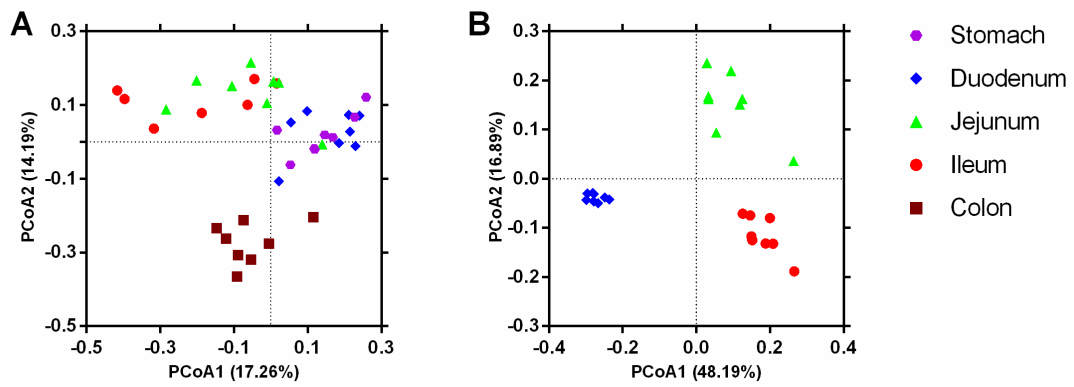 A
0.3
0.1
-0.1
-0.3
-0.5
-0.5
-0.3
-0.1
0.1
0.3
PCoA2 (14.19%)
PCoA1 (17.26%)
B
0.3
0.2
0.1
0.0
-0.1
-0.2
-0.3
-0.4
-0.2
0.0
0.2
0.4
PCoA2 (16.89%)
PCoA1 (48.19%)
Stomach
Duodenum
Jejunum
Ileum
Colon